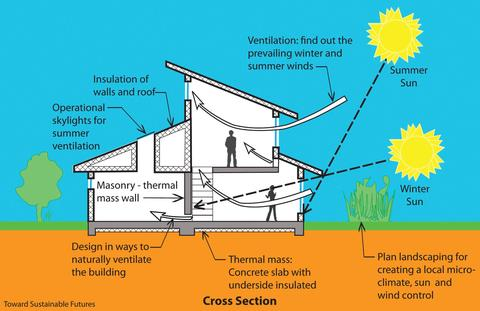 Ventilation: find out the
prevailing winter and
summer winds
Summer
Sun
Insulation of
walls and roof
Operational
skylights for
summer
ventilation
Masonry - thermal
mass wall
Winter
Sun
Design in ways to
naturally ventilate
the building
Thermal mass:
Concrete slab with
underside insulated
Plan landscaping for
creating a local micro-
climate, sun and
wind control
Toward Sustainable Futures
Cross Section